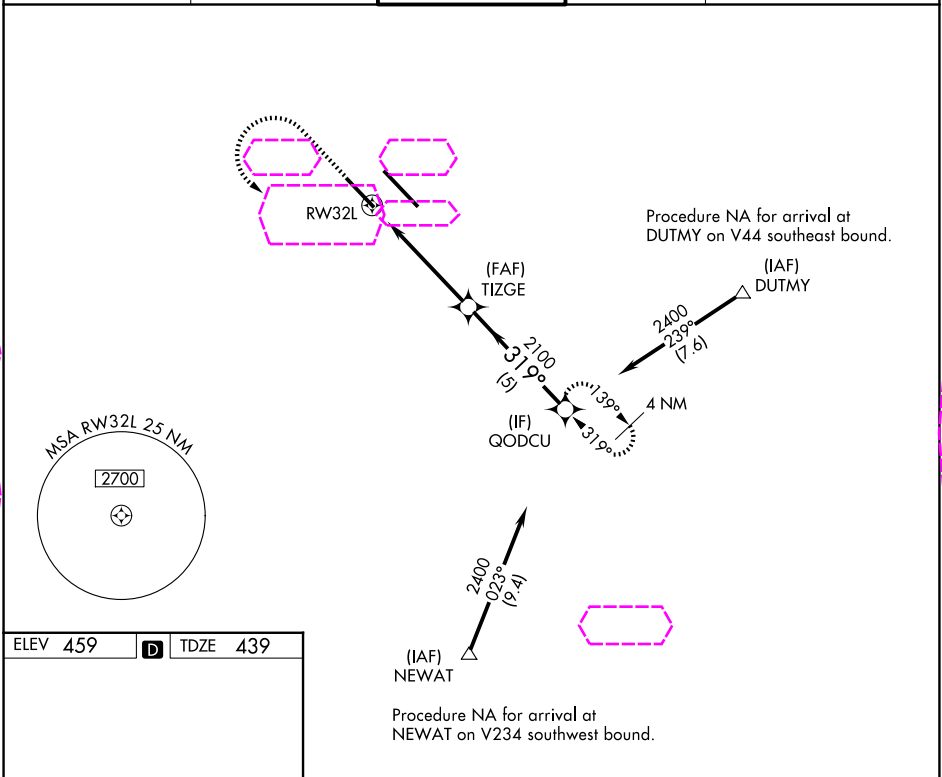 RW32L
Procedure NA for arrival at
DUTMY on V44 southeast bound.
(IAF)
DUTMY
(FAF)
TIZGE
2400
239°
(7.6)
2100
319°
(5)
139°
4 NM
319°
(IF)
QODCU
MSA RW32L 25 NM
2700
2400
023°
(9.4)
ELEV 459 D TDZE 439
(IAF)
NEWAT
Procedure NA for arrival at
NEWAT on V234 southwest bound.